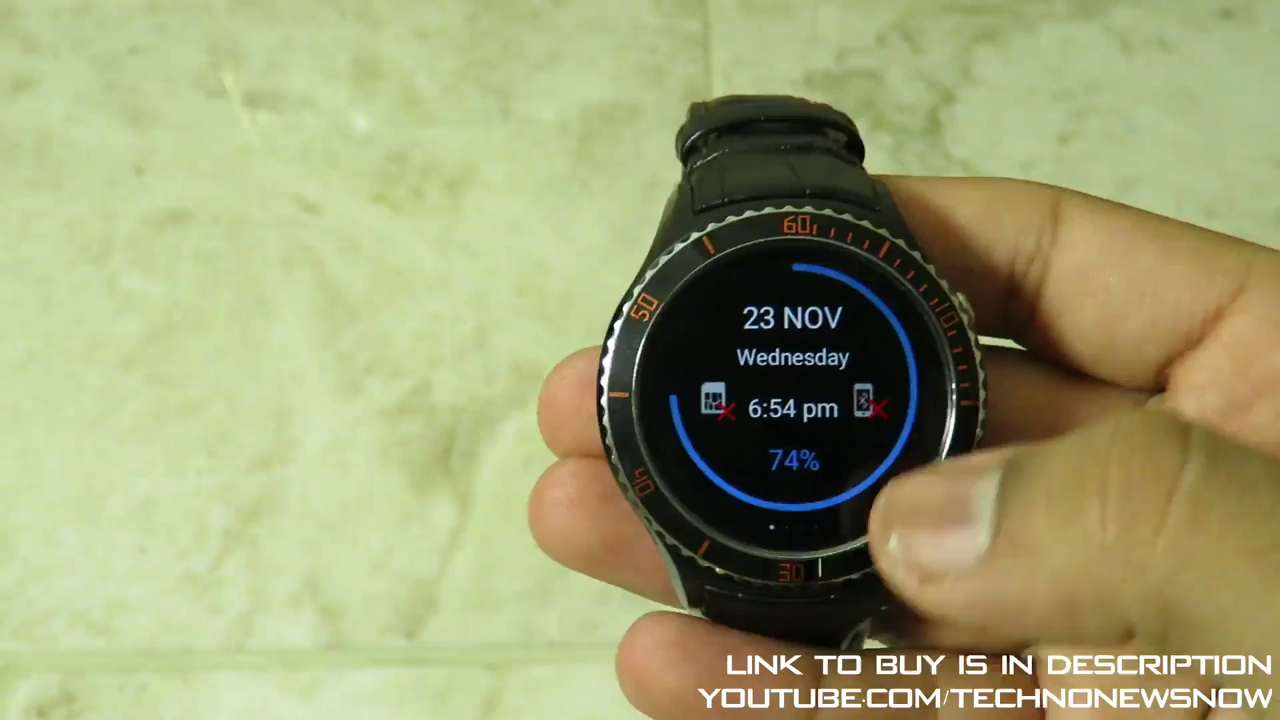 60
50
10
23 NOV
Wednesday
6:54 pm
74%
40
30
LINK TO BUY IS IN DESCRIPTION
YOUTUBE.COM/TECHNONEWSNOW